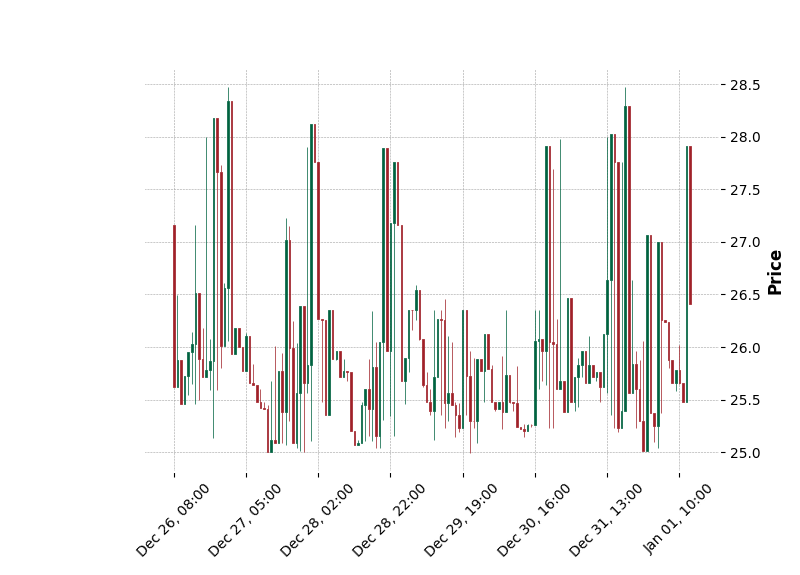 28.5
28.0
27.5
27.0
26.5
26.0
25.5
25.0
Price
Dec 26, 08:00
Dec 27, 05:00
Dec 28, 02:00
Dec 28, 22:00
Dec 29, 19:00
Dec 30, 16:00
Dec 31, 13:00
Jan 01, 10:00